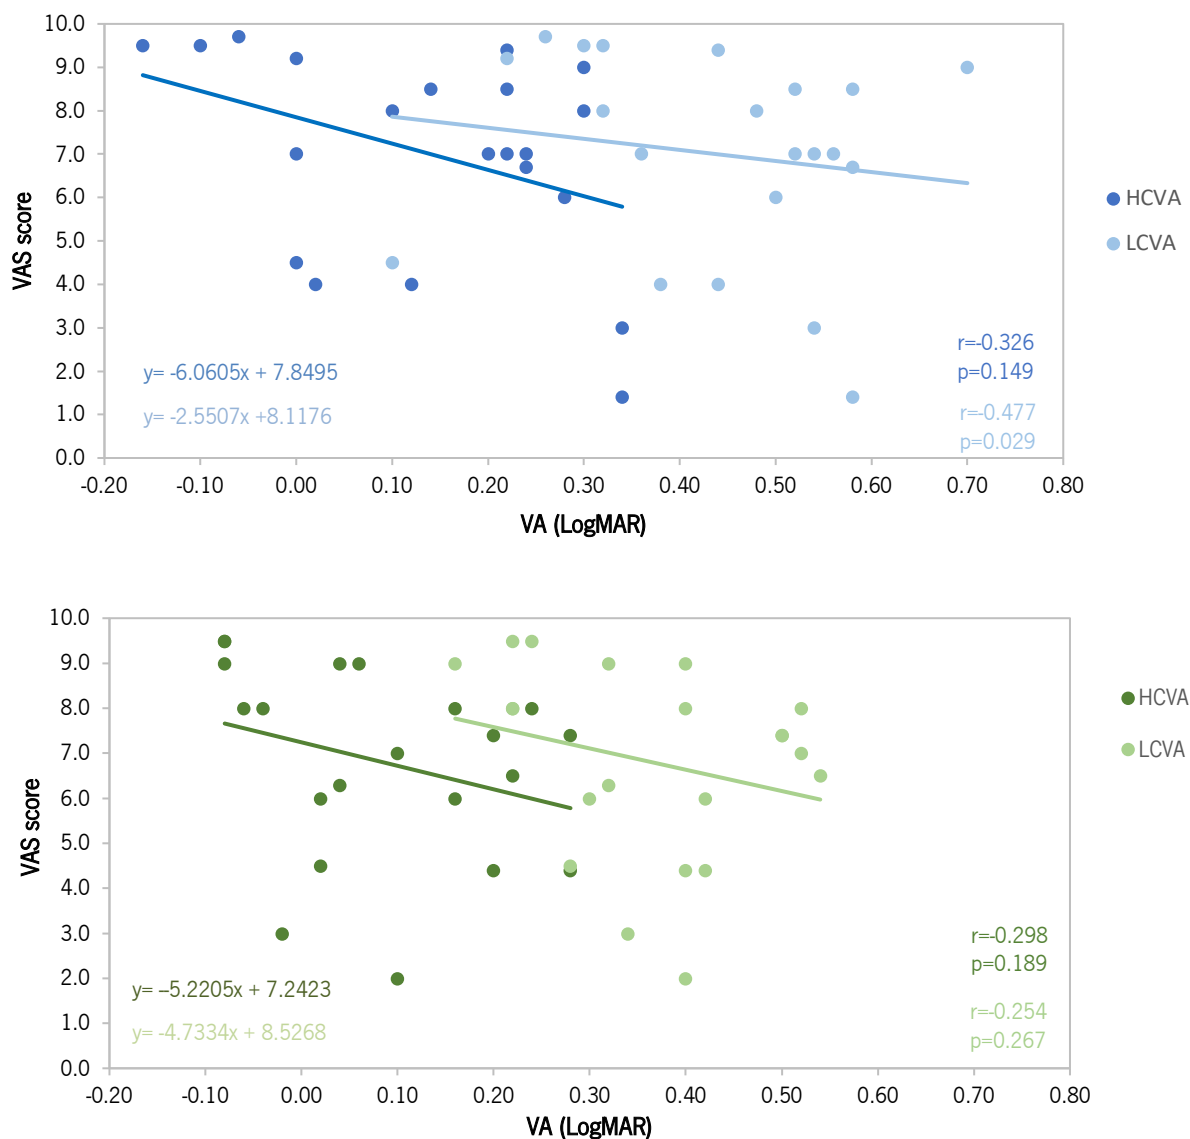 10.0
9.0
8.0
7.0
6.0
5.0
4.0
3.0
2.0
1.0
0.0
VAS score
HCVA
LCVA
y= -6.0605x + 7.8495
y= -2.5507x +8.1176
r=-0.326
p=0.149
r=-0.477
p=0.029
-0.20 -0.10 0.00 0.10 0.20 0.30 0.40 0.50 0.60 0.70 0.80
VA (LogMAR)
10.0
9.0
8.0
7.0
6.0
5.0
4.0
3.0
2.0
1.0
0.0
VAS score
HCVA
LCVA
y= –5.2205x + 7.2423
y= -4.7334x + 8.5268
r=-0.298
p=0.189
r=-0.254
p=0.267
-0.20 -0.10 0.00 0.10 0.20 0.30 0.40 0.50 0.60 0.70 0.80
VA (LogMAR)